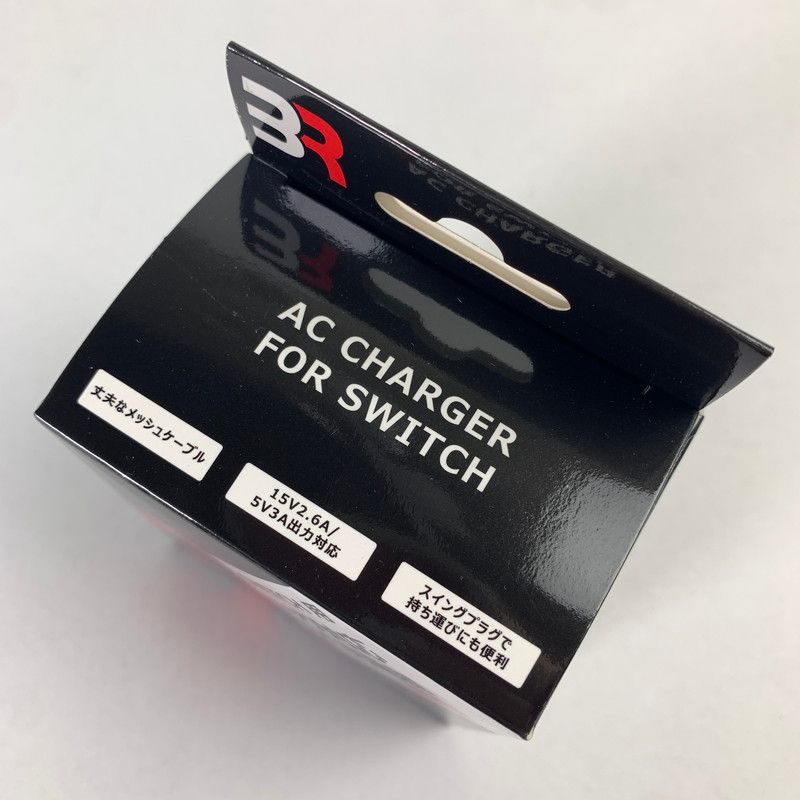 BR
AC CHARGER
FOR SWITCH
丈夫なメッシュケーブル
15V2.6A/
5V3A出力対応
スイングプラグで
持ち運びにも便利